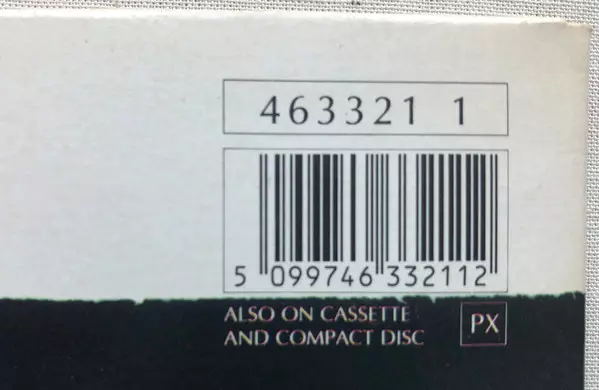 463321 1
5 099746 332112
ALSO ON CASSETTE
AND COMPACT DISC
PX